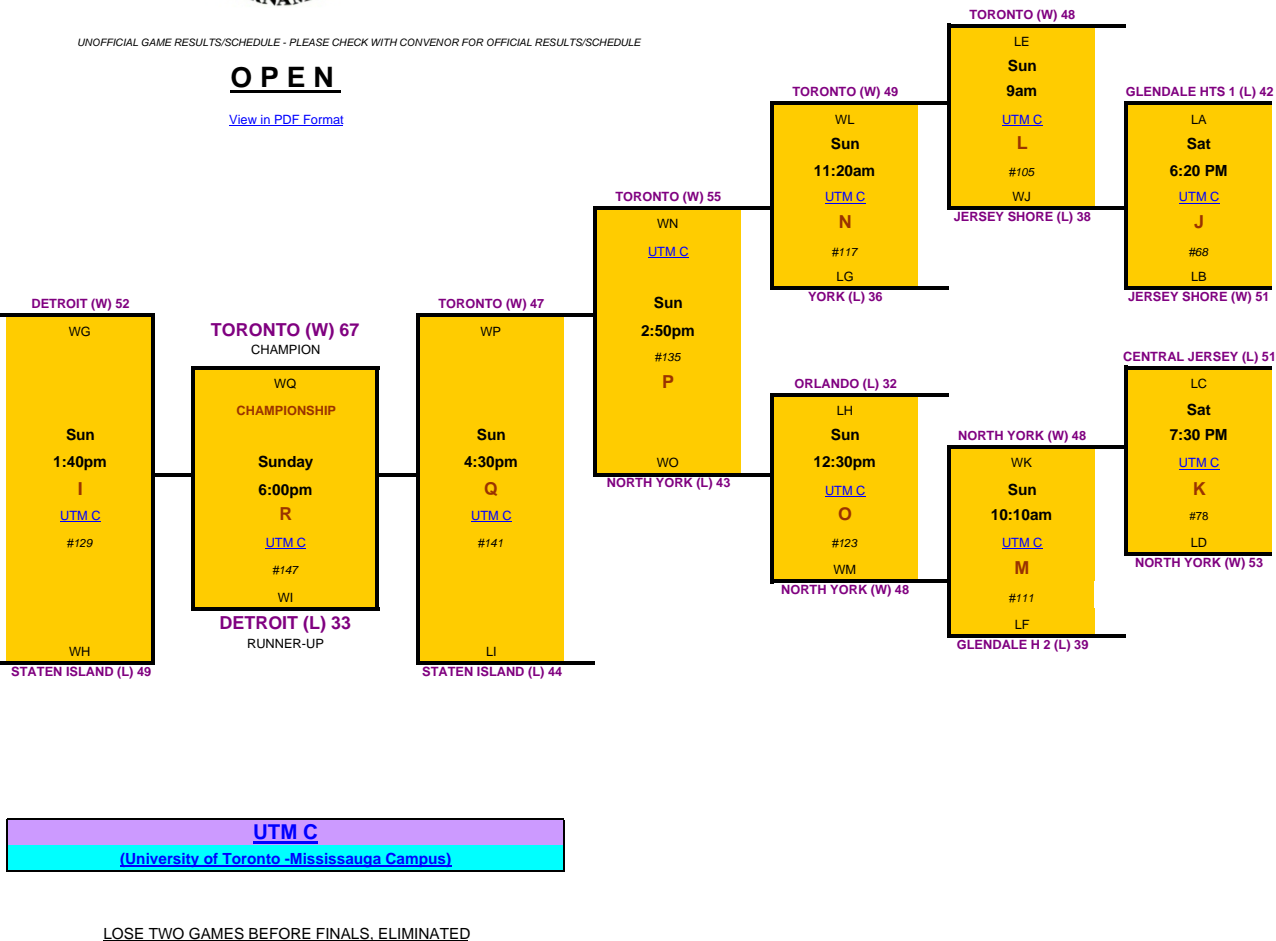 UNOFFICIAL GAME RESULTS/SCHEDULE - PLEASE CHECK WITH CONVENOR FOR OFFICIAL RESULTS/SCHEDULE
OPEN
View in PDF Format
DETROIT (W) 52
WG
Sun
1:40pm
I
UTM C
#129
WH
STATEN ISLAND (L) 49
TORONTO (W) 67
CHAMPION
WQ
CHAMPIONSHIP
Sunday
6:00pm
R
UTM C
#147
WI
DETROIT (L) 33
RUNNER-UP
TORONTO (W) 47
WP
Sun
4:30pm
Q
UTM C
#141
LI
STATEN ISLAND (L) 44
TORONTO (W) 55
WN
UTM C
Sun
2:50pm
#135
P
WO
NORTH YORK (L) 43
TORONTO (W) 49
WL
Sun
11:20am
UTM C
N
#117
LG
YORK (L) 36
ORLANDO (L) 32
LH
Sun
12:30pm
UTM C
O
#123
WM
NORTH YORK (W) 48
TORONTO (W) 48
LE
Sun
9am
UTM C
L
#105
WJ
JERSEY SHORE (L) 38
NORTH YORK (W) 48
WK
Sun
10:10am
UTM C
M
#111
LF
GLENDALE H 2 (L) 39
GLENDALE HTS 1 (L) 42
LA
Sat
6:20 PM
UTM C
J
#68
LB
JERSEY SHORE (W) 51
CENTRAL JERSEY (L) 51
LC
Sat
7:30 PM
UTM C
K
#78
LD
NORTH YORK (W) 53
UTM C
(University of Toronto -Mississauga Campus)
LOSE TWO GAMES BEFORE FINALS, ELIMINATED